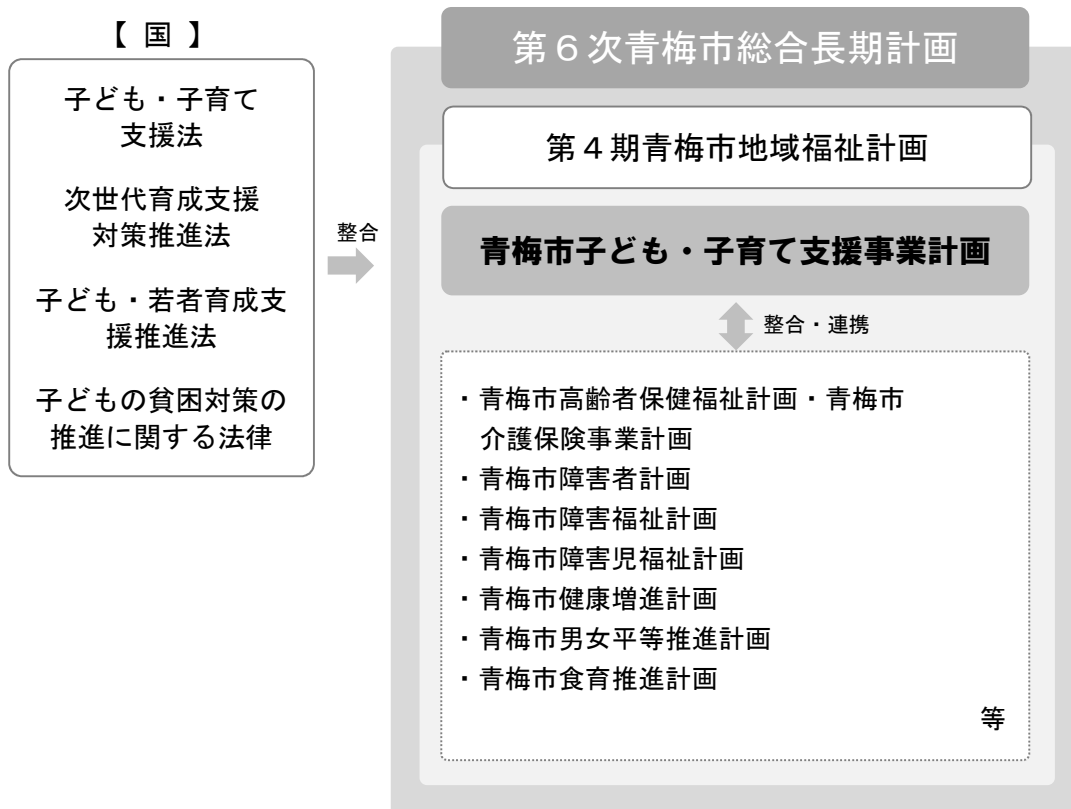 【 国 】
子ども・子育て
支援法
次世代育成支援
対策推進法
子ども・若者育成支
援推進法
子どもの貧困対策の
推進に関する法律
整合
第６次青梅市総合長期計画
第４期青梅市地域福祉計画
青梅市子ども・子育て支援事業計画
整合・連携
・青梅市高齢者保健福祉計画・青梅市
介護保険事業計画
・青梅市障害者計画
・青梅市障害福祉計画
・青梅市障害児福祉計画
・青梅市健康増進計画
・青梅市男女平等推進計画
・青梅市食育推進計画
等